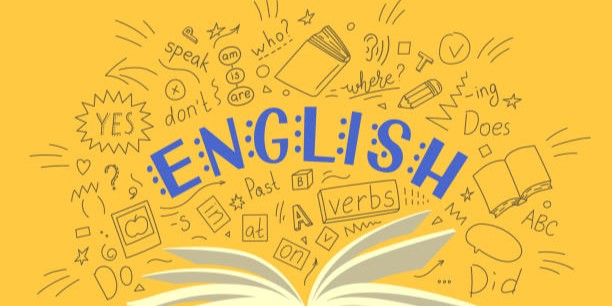 speak
am
is
are
who?
where?
-ing
YES
don't
Does
ENGLISH
Past
B
verbs
ABC
-s
A
at
on
Do
Did